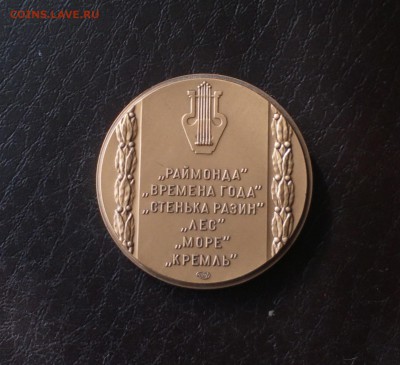 COINS.LAVE.RU
„РАЙМОНДА”
„ВРЕМЕНА ГОДА”
„СТЕНЬКА РАЗИН”
„ЛЕС”
„МОРЕ”
„КРЕМЛЬ”